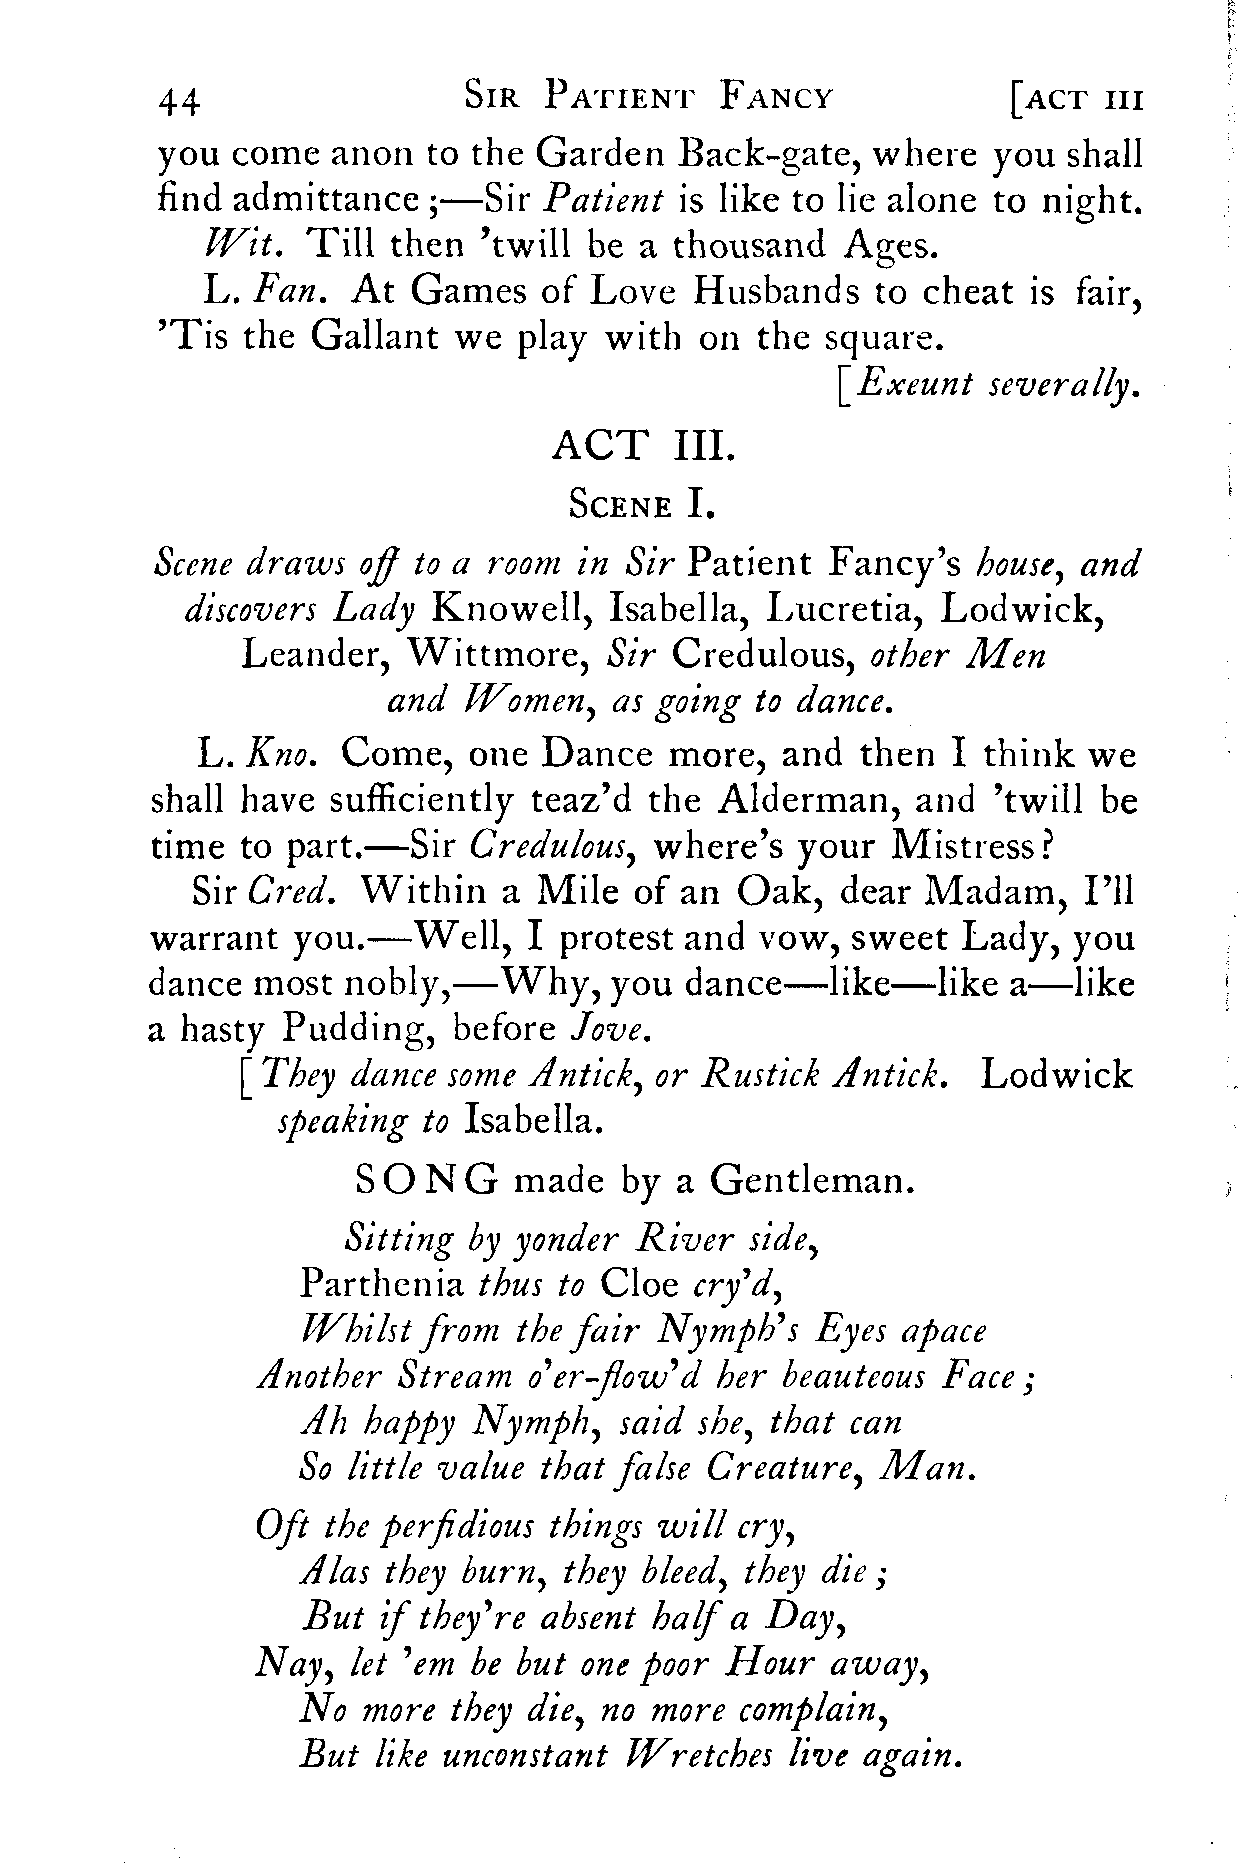 44 SIR PATIENT FANCY [ACT III
you come anon to the Garden Back-gate, where you shall
find admittance ;—Sir Patient is like to lie alone to night.
Wit. Till then 'twill be a thousand Ages.
L. Fan. At Games of Love Husbands to cheat is fair,
'Tis the Gallant we play with on the square.
[Exeunt severally.
ACT III.
SCENE I.
Scene draws off to a room in Sir Patient Fancy's house, and
discovers Lady Knowell, Isabella, Lucretia, Lodwick,
Leander, Wittmore, Sir Credulous, other Men
and Women, as going to dance.
L. Kno. Come, one Dance more, and then I think we
shall have sufficiently teaz'd the Alderman, and 'twill be
time to part.—Sir Credulous, where's your Mistress?
Sir Cred. Within a Mile of an Oak, dear Madam, I'll
warrant you.—Well, I protest and vow, sweet Lady, you
dance most nobly,—Why, you dance—like—like a—like
a hasty Pudding, before Jove.
[They dance some Antick, or Rustick Antick. Lodwick
speaking to Isabella.
SONG made by a Gentleman.
Sitting by yonder River side,
Parthenia thus to Cloe cry'd,
Whilst from the fair Nymph's Eyes apace
Another Stream o'er-flow'd her beauteous Face ;
Ah happy Nymph, said she, that can
So little value that false Creature, Man.
Oft the perfidious things will cry,
Alas they burn, they bleed, they die ;
But if they're absent half a Day,
Nay, let 'em be but one poor Hour away,
No more they die, no more complain,
But like unconstant Wretches live again.